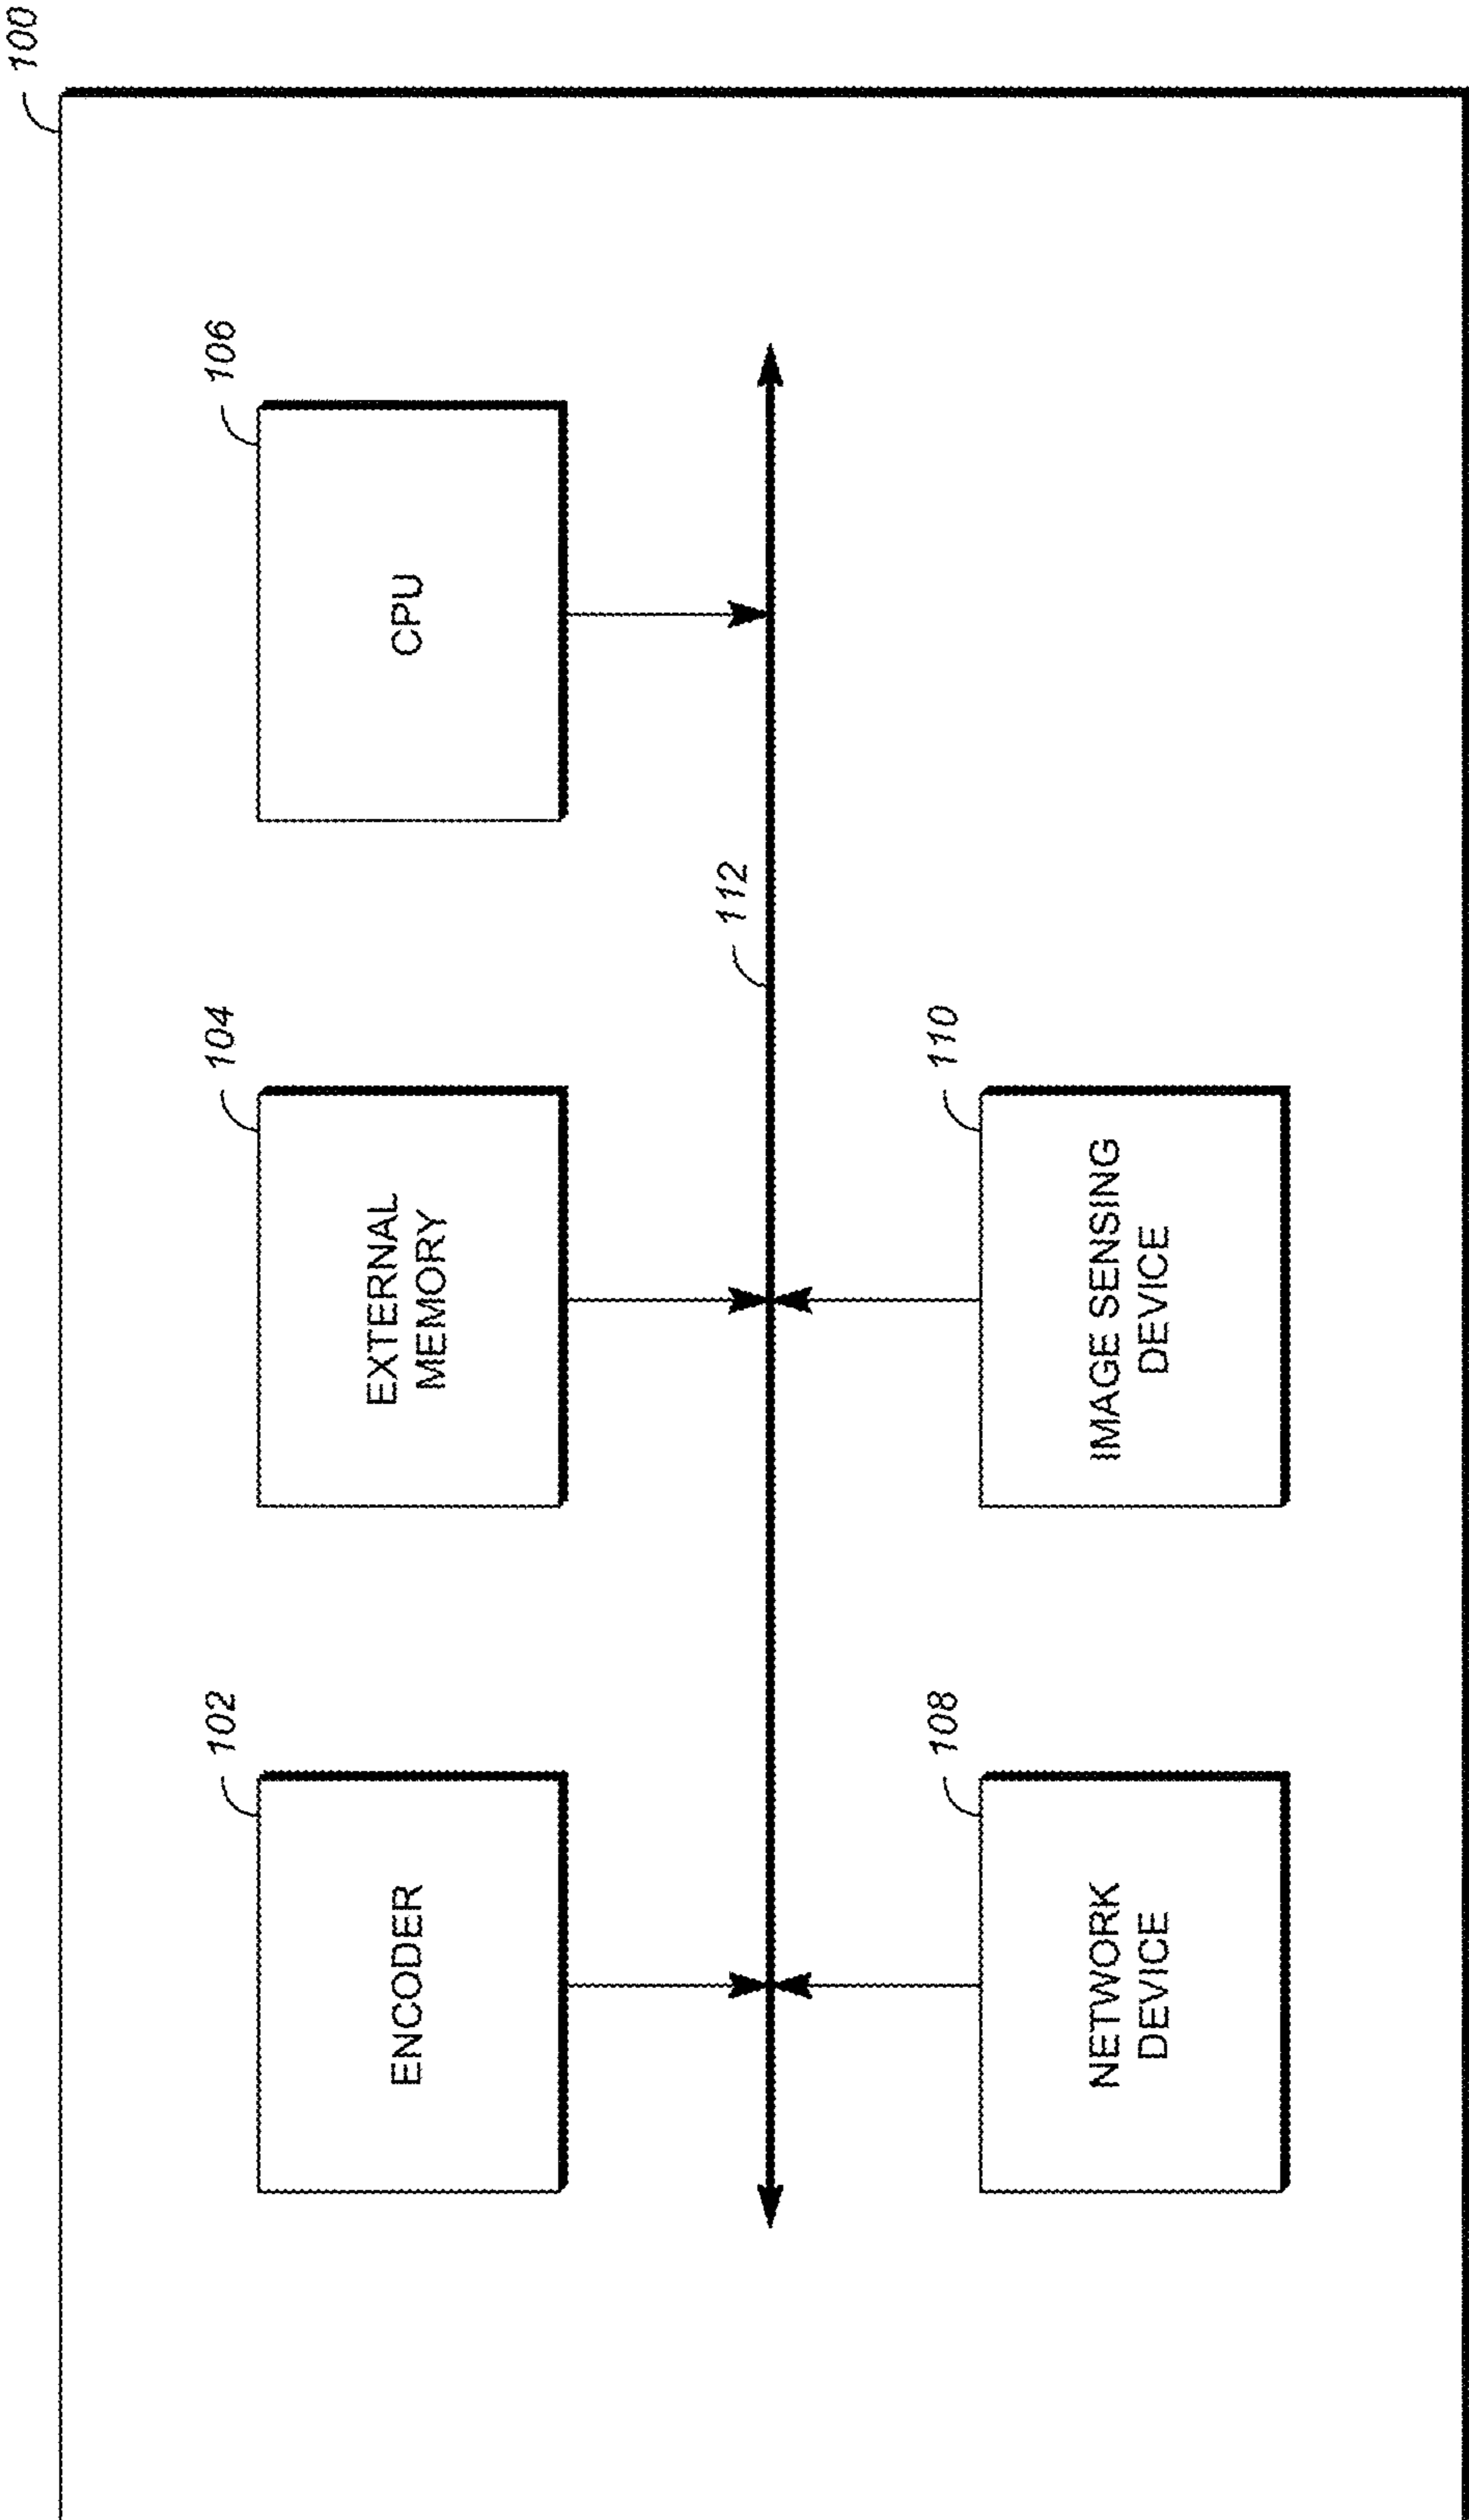 100
102
ENCODER
104
EXTERNAL
MEMORY
106
CPU
112
108
NETWORK
DEVICE
110
IMAGE SENSING
DEVICE